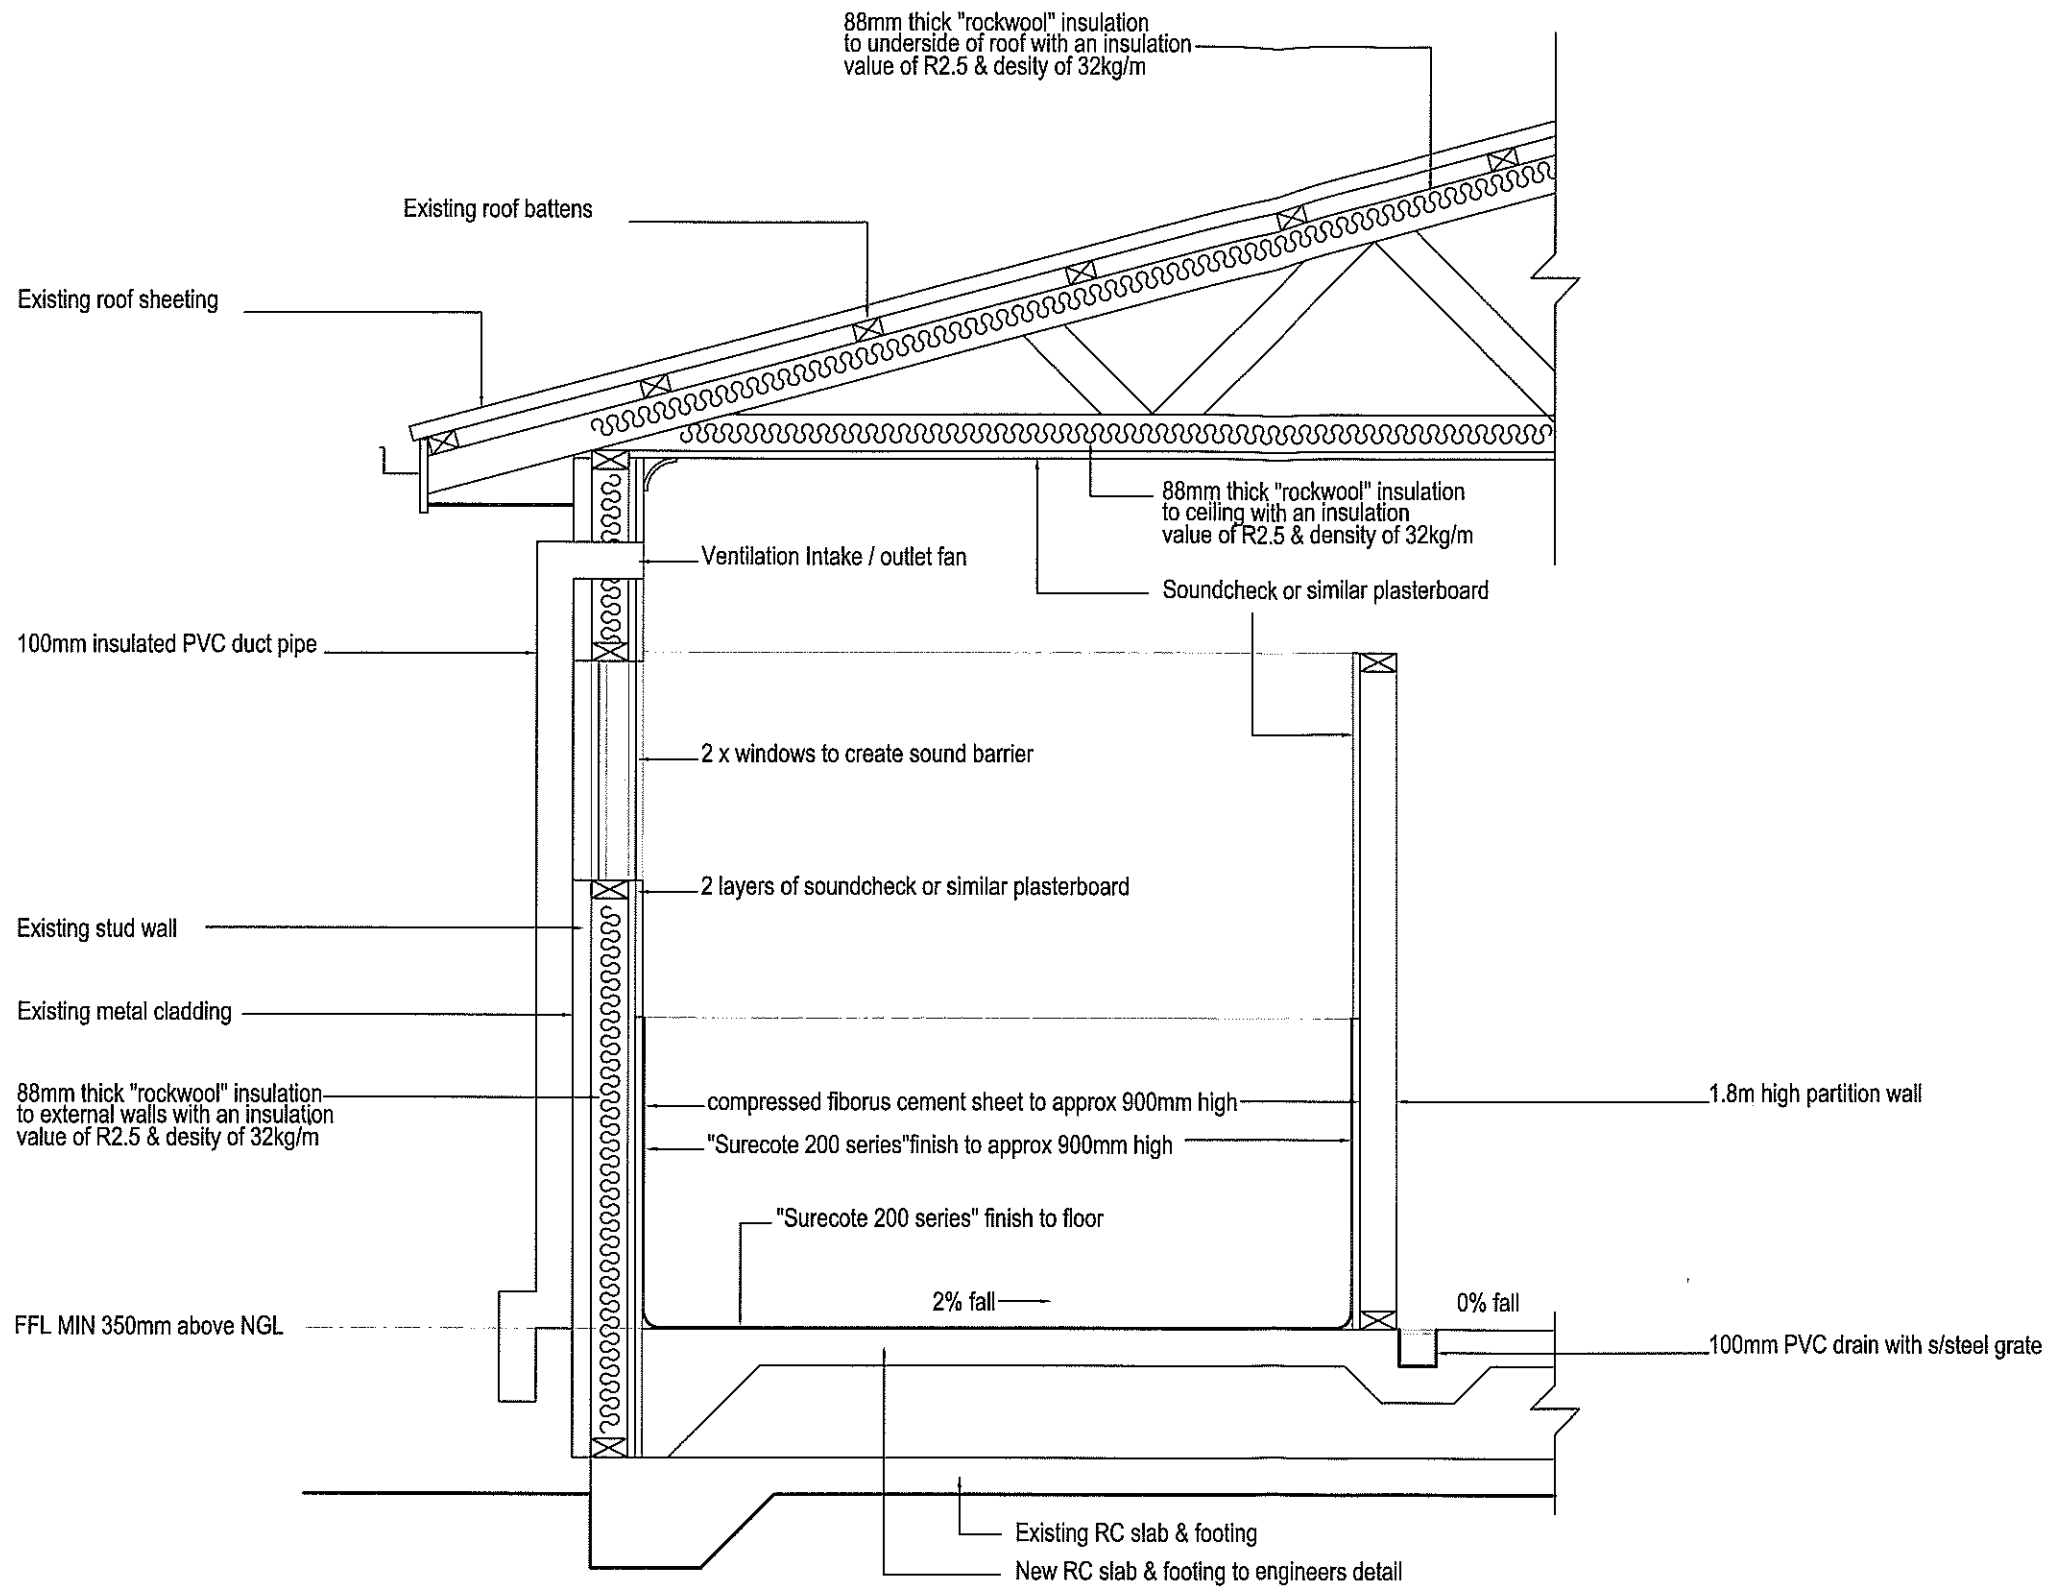 88mm thick "rockwool" insulation
to underside of roof with an insulation
value of R2.5 & desity of 32kg/m
Existing roof battens
Existing roof sheeting
88mm thick "rockwool" insulation
to ceiling with an insulation
value of R2.5 & density of 32kg/m
Ventilation Intake / outlet fan
Soundcheck or similar plasterboard
100mm insulated PVC duct pipe
2 x windows to create sound barrier
2 layers of soundcheck or similar plasterboard
Existing stud wall
Existing metal cladding
88mm thick "rockwool" insulation
to external walls with an insulation
value of R2.5 & desity of 32kg/m
compressed fiborus cement sheet to approx 900mm high
1.8m high partition wall
"Surecote 200 series"finish to approx 900mm high
"Surecote 200 series" finish to floor
2% fall
0% fall
FFL MIN 350mm above NGL
100mm PVC drain with s/steel grate
Existing RC slab & footing
New RC slab & footing to engineers detail